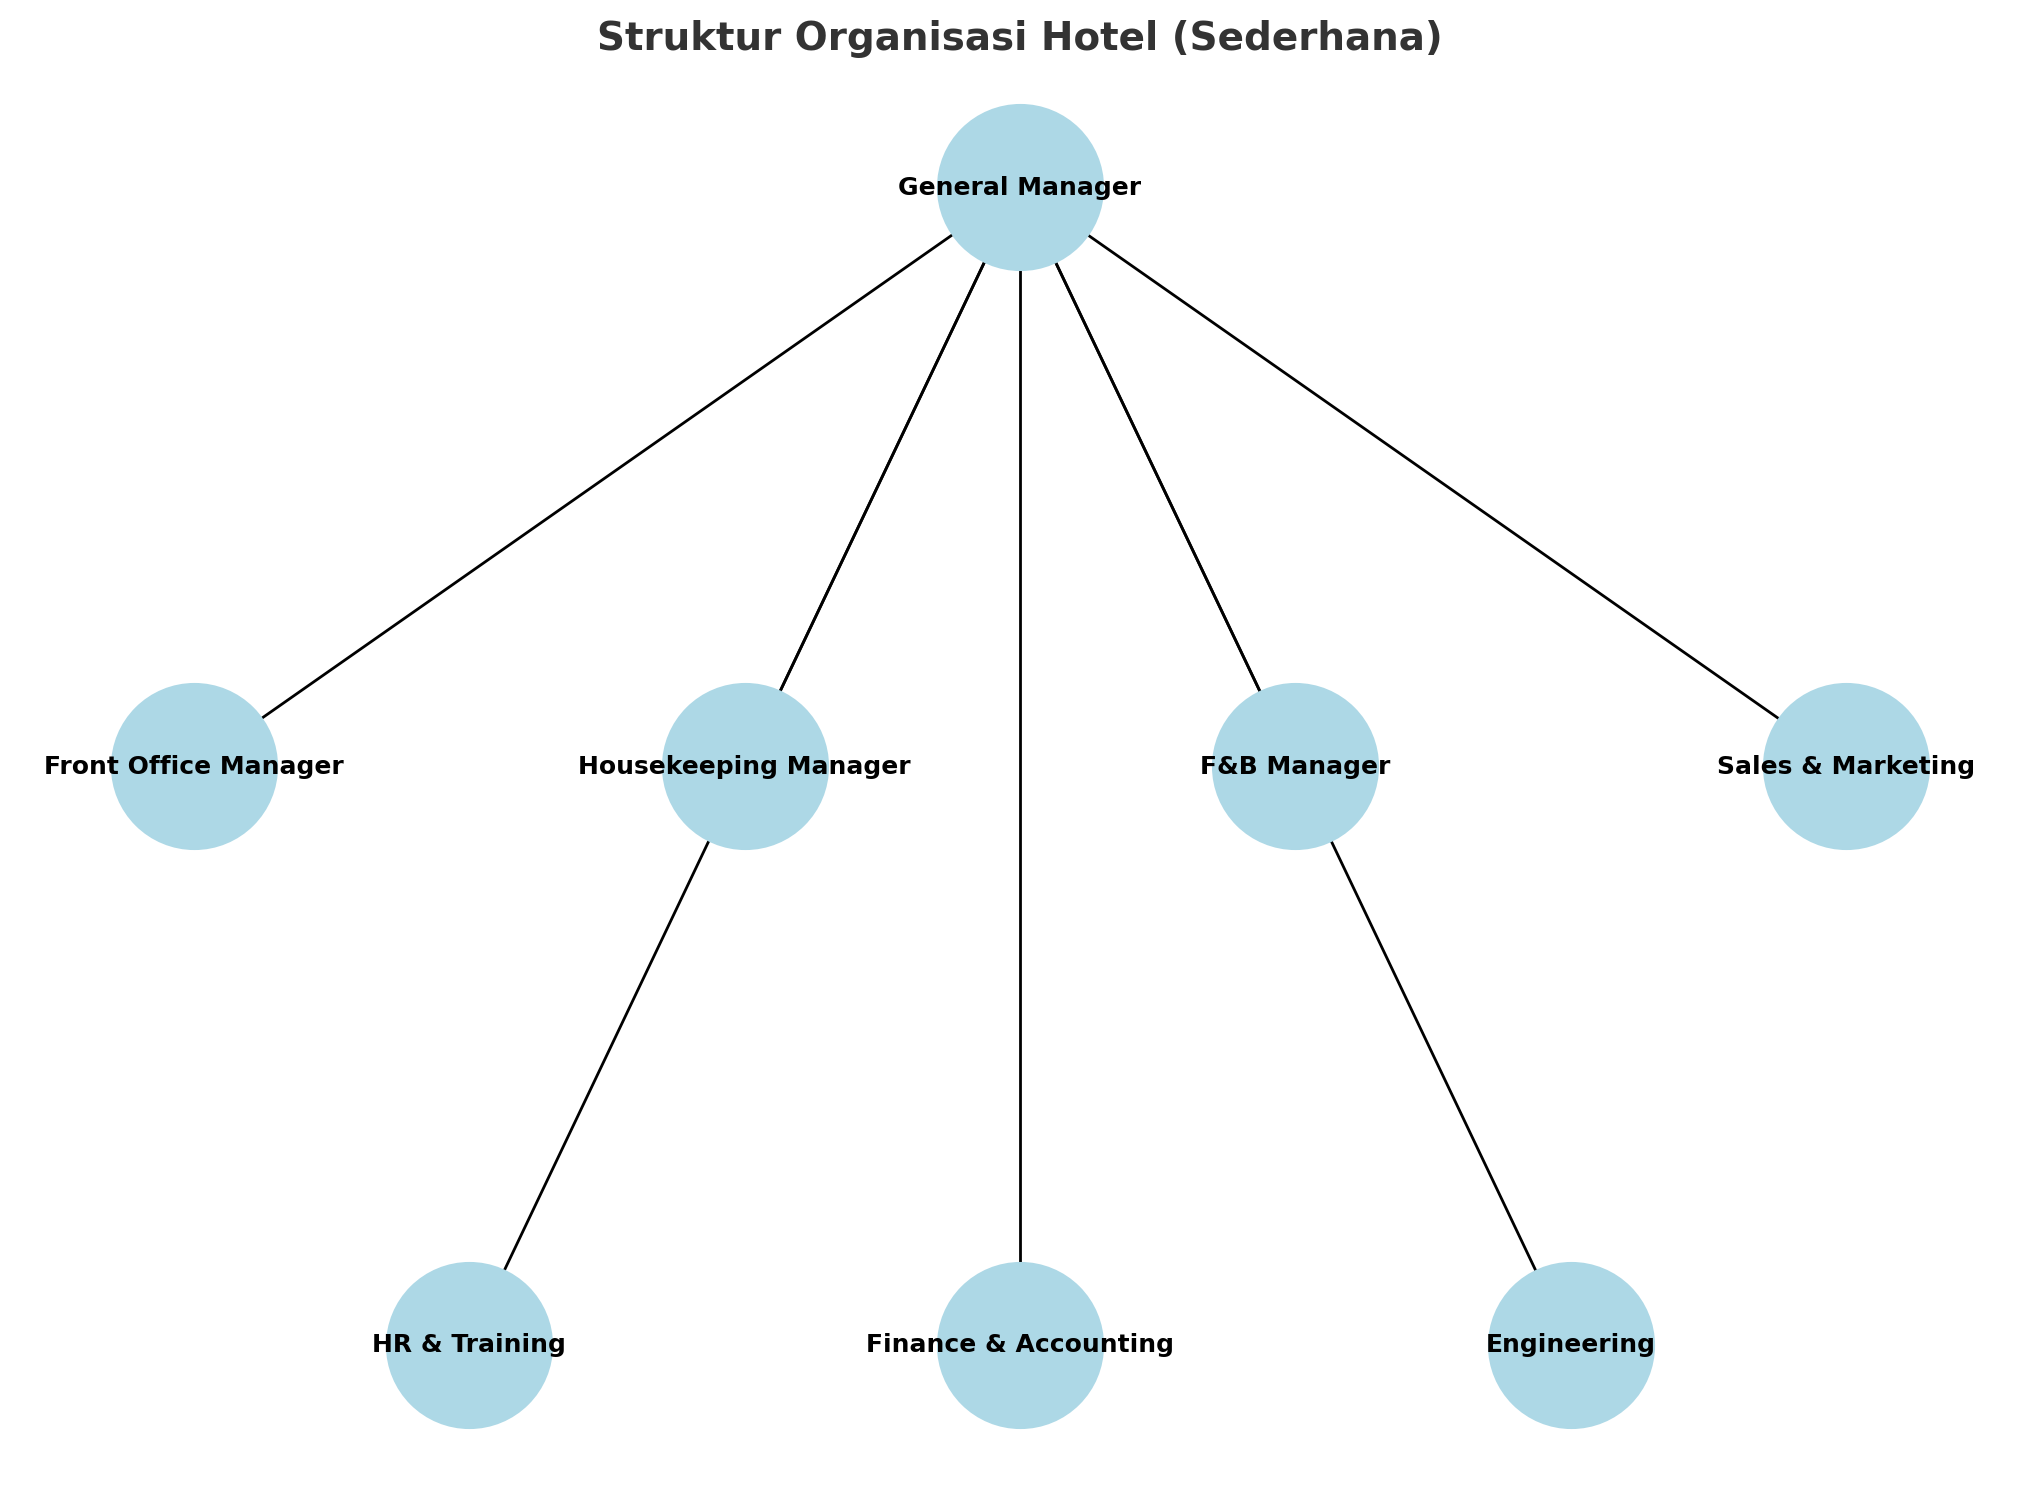 Struktur Organisasi Hotel (Sederhana)
General Manager
Front Office Manager
Housekeeping Manager
F&B Manager
Sales & Marketing
HR & Training
Finance & Accounting
Engineering